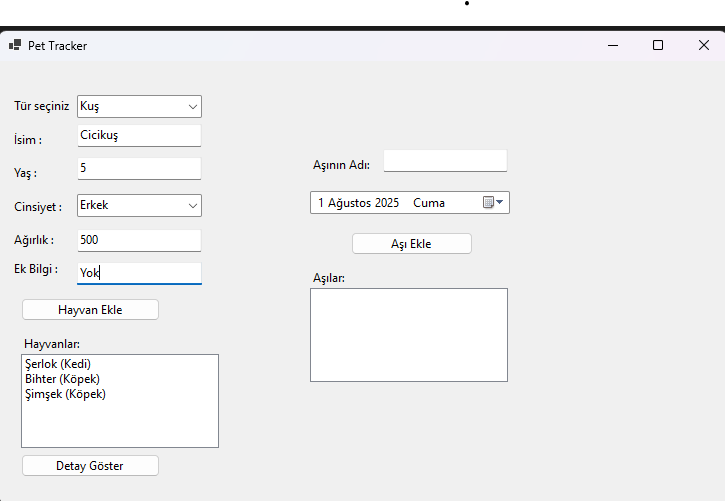 Pet Tracker
Tür seçiniz Kuş
İsim : Cicikuş
Yaş : 5
Cinsiyet : Erkek
Ağırlık : 500
Ek Bilgi : Yok
Hayvan Ekle
Hayvanlar:
Şerlok (Kedi)
Bihter (Köpek)
Şimşek (Köpek)
Detay Göster
Aşının Adı:
1 Ağustos 2025 Cuma
Aşı Ekle
Aşılar: